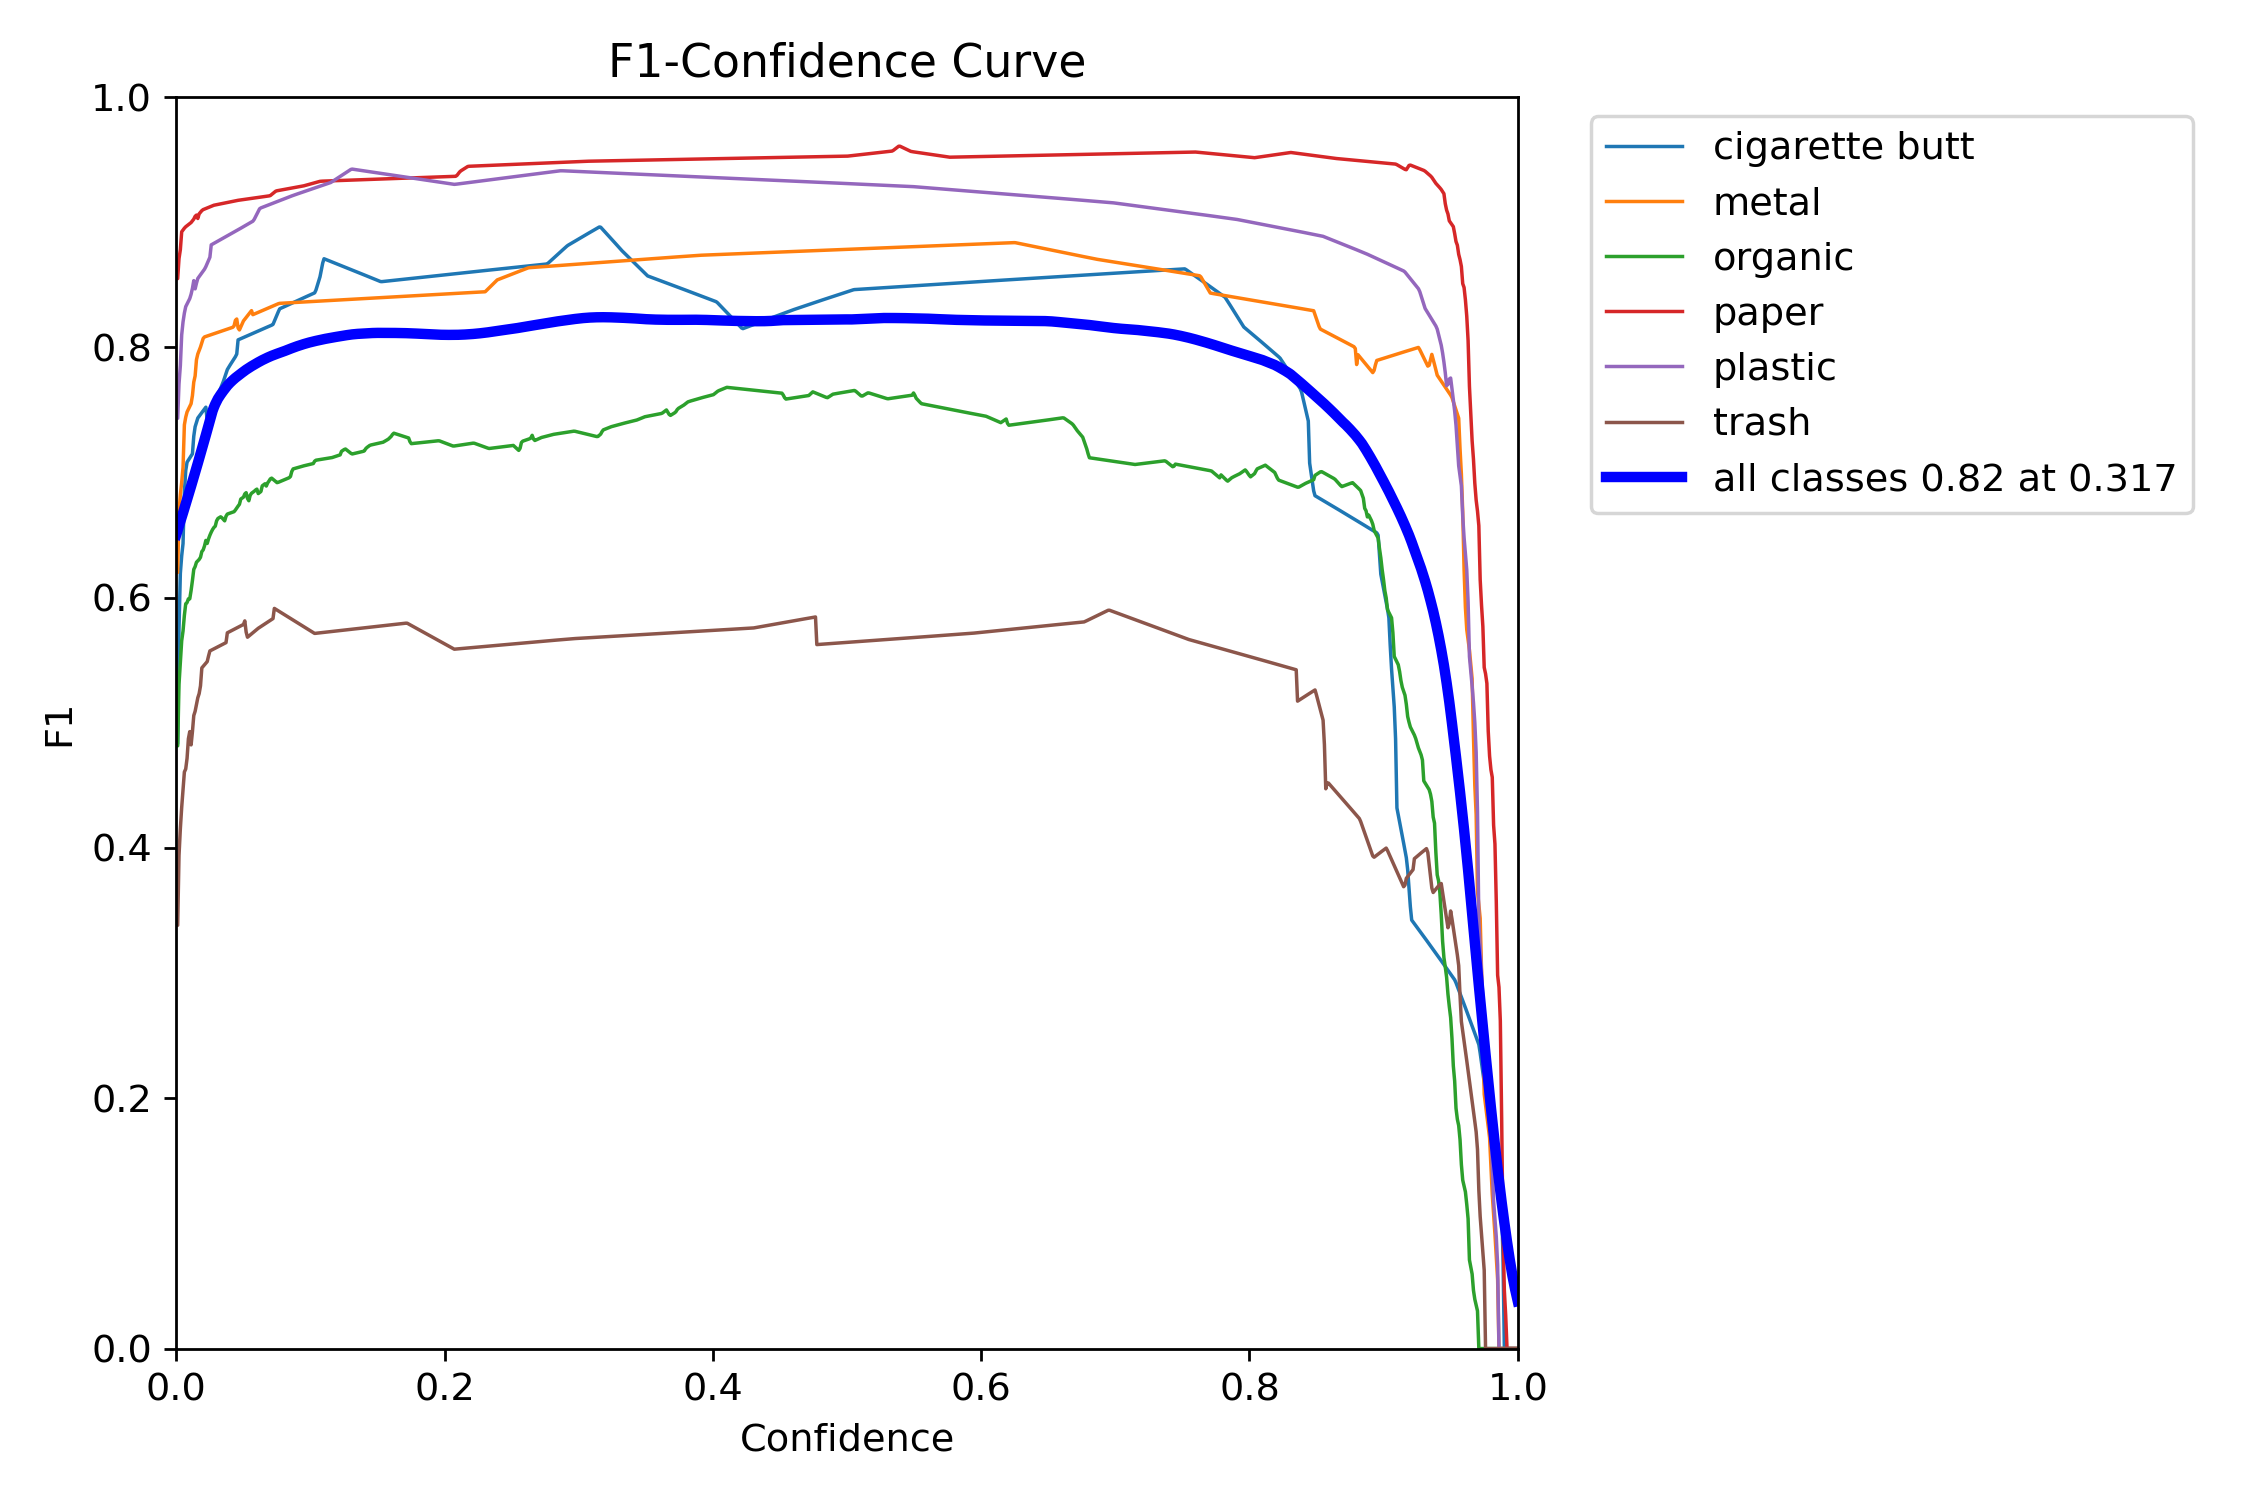 F1-Confidence Curve
1.0
0.8
0.6
0.4
0.2
0.0
F1
0.0 0.2 0.4 0.6 0.8 1.0
Confidence
cigarette butt
metal
organic
paper
plastic
trash
all classes 0.82 at 0.317